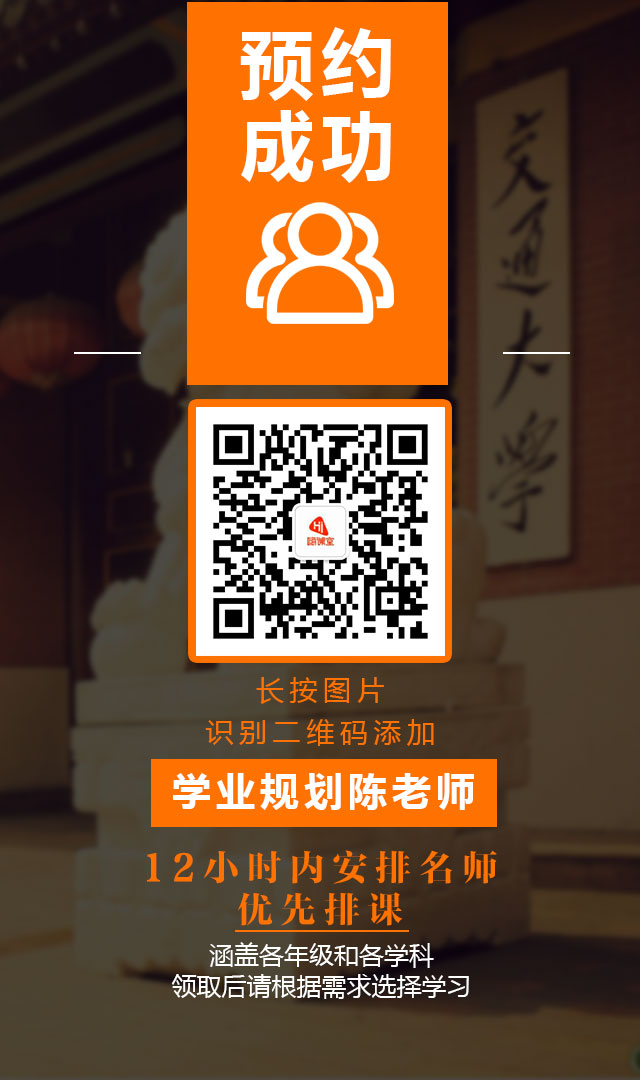 预约
成功
交通大学
Hi
嗨课堂
长按图片
识别二维码添加
学业规划陈老师
12小时内安排名师
优先排课
涵盖各年级和各学科
领取后请根据需求选择学习